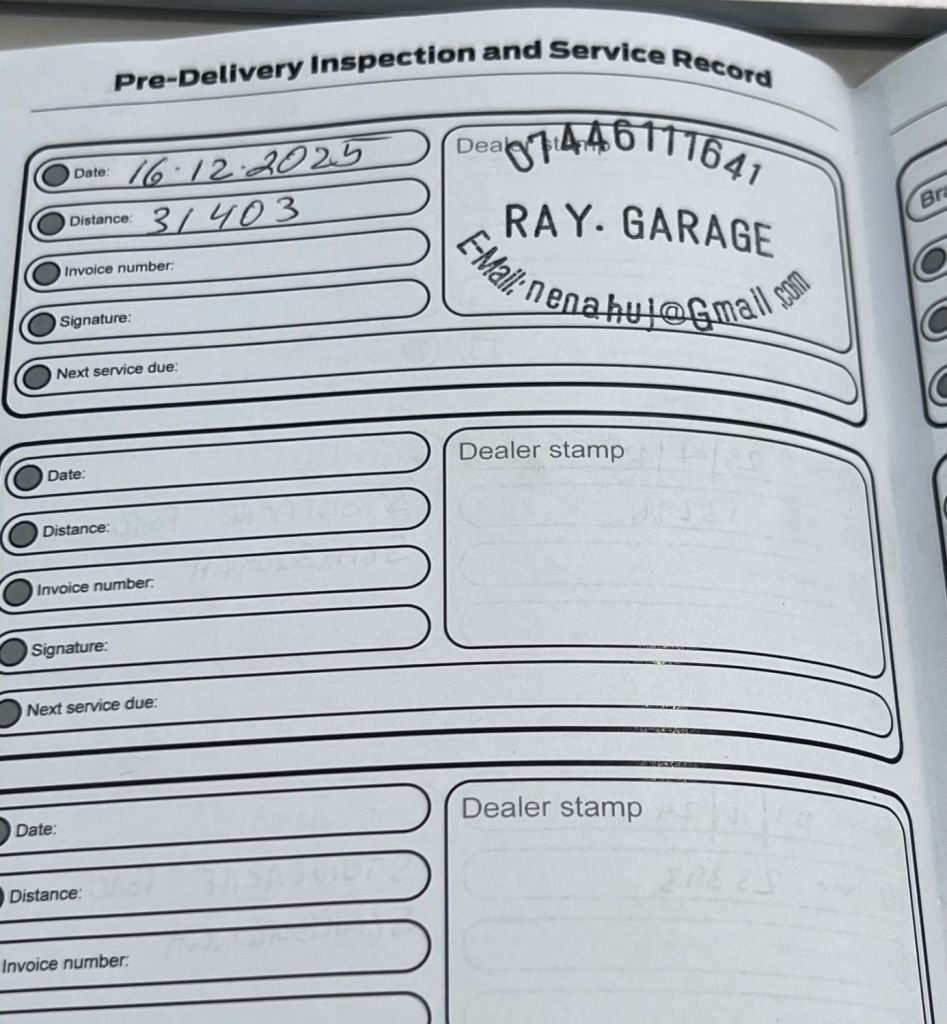 Pre-Delivery Inspection and Service Record
Date: 16.12.2025
Distance: 31403
Invoice number:
Signature:
Next service due:
Dealer stamp
07446111641
RAY. GARAGE
E-Mail: nenahuj@Gmail.com
Date:
Distance:
Invoice number:
Signature:
Next service due:
Dealer stamp
Date:
Distance:
Invoice number:
Dealer stamp
Br